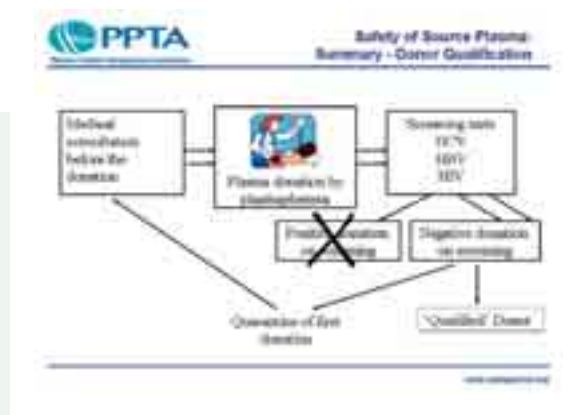 PPTA
Safety of Source Plasma:
Summary - Donor Qualification
Medical
consultation
before the
donation
Plasma donation by
plasmapheresis
Screening tests
HCV
HBV
HIV
Positive donation
on screening
Negative donation
on screening
Quarantine of first
donation
'Qualified' Donor